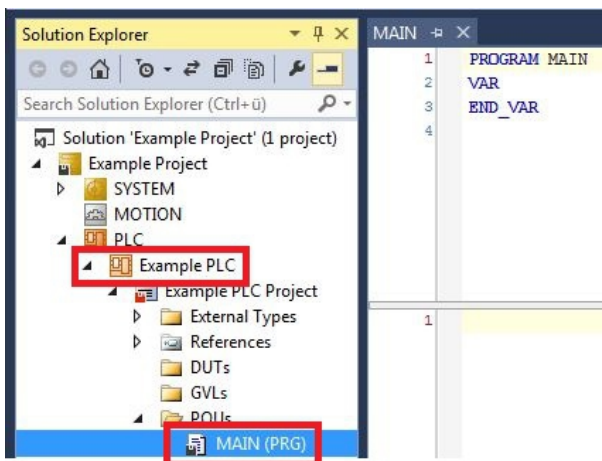 Solution Explorer
Search Solution Explorer (Ctrl+ü)
Solution 'Example Project' (1 project)
Example Project
SYSTEM
MOTION
PLC
Example PLC
Example PLC Project
External Types
References
DUTs
GVLs
POUs
MAIN (PRG)
MAIN
1 PROGRAM MAIN
2 VAR
3 END_VAR
4
1